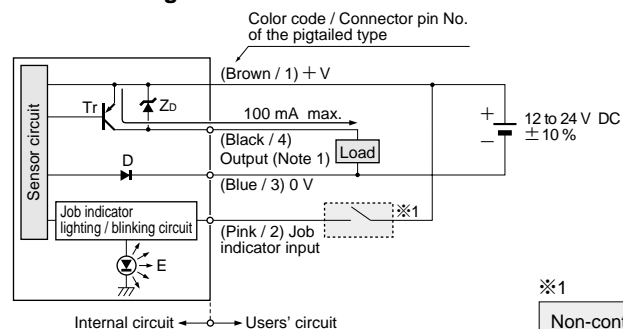 Color code / Connector pin No.
of the pigtailed type
(Brown / 1) + V
Tr
ZD
100 mA max.
+
12 to 24 V DC
± 10 %
−
(Black / 4)
Output (Note 1)
Load
Sensor circuit
D
(Blue / 3) 0 V
Job indicator
lighting / blinking circuit
※1
(Pink / 2) Job
indicator input
E
Internal circuit
Users' circuit
※1